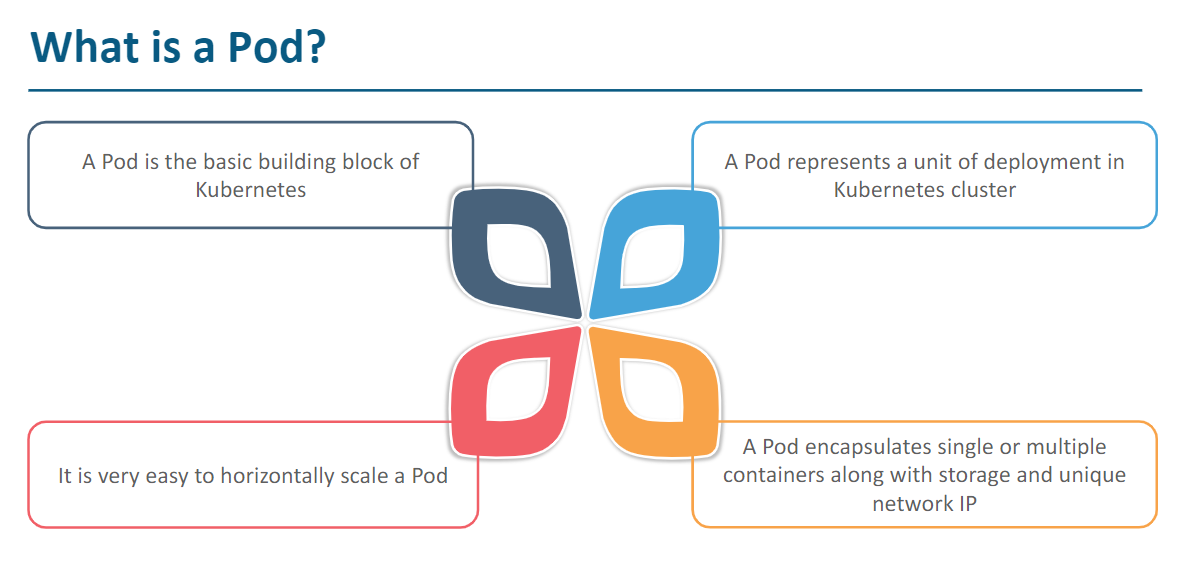 What is a Pod?
A Pod is the basic building block of
Kubernetes
A Pod represents a unit of deployment in
Kubernetes cluster
It is very easy to horizontally scale a Pod
A Pod encapsulates single or multiple
containers along with storage and unique
network IP